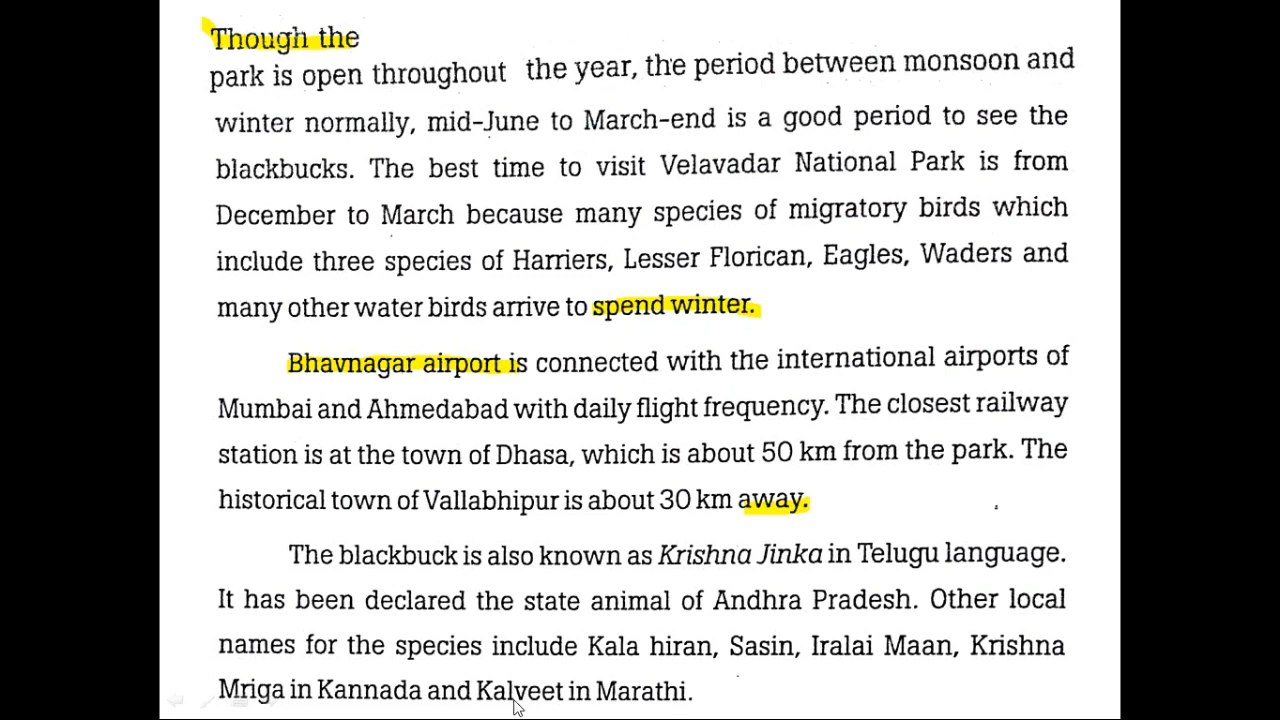 Though the
park is open throughout the year, the period between monsoon and
winter normally, mid-June to March-end is a good period to see the
blackbucks. The best time to visit Velavadar National Park is from
December to March because many species of migratory birds which
include three species of Harriers, Lesser Florican, Eagles, Waders and
many other water birds arrive to spend winter.
Bhavnagar airport is connected with the international airports of
Mumbai and Ahmedabad with daily flight frequency. The closest railway
station is at the town of Dhasa, which is about 50 km from the park. The
historical town of Vallabhipur is about 30 km away.
The blackbuck is also known as Krishna Jinka in Telugu language.
It has been declared the state animal of Andhra Pradesh. Other local
names for the species include Kala hiran, Sasin, Iralai Maan, Krishna
Mriga in Kannada and Kalveet in Marathi.